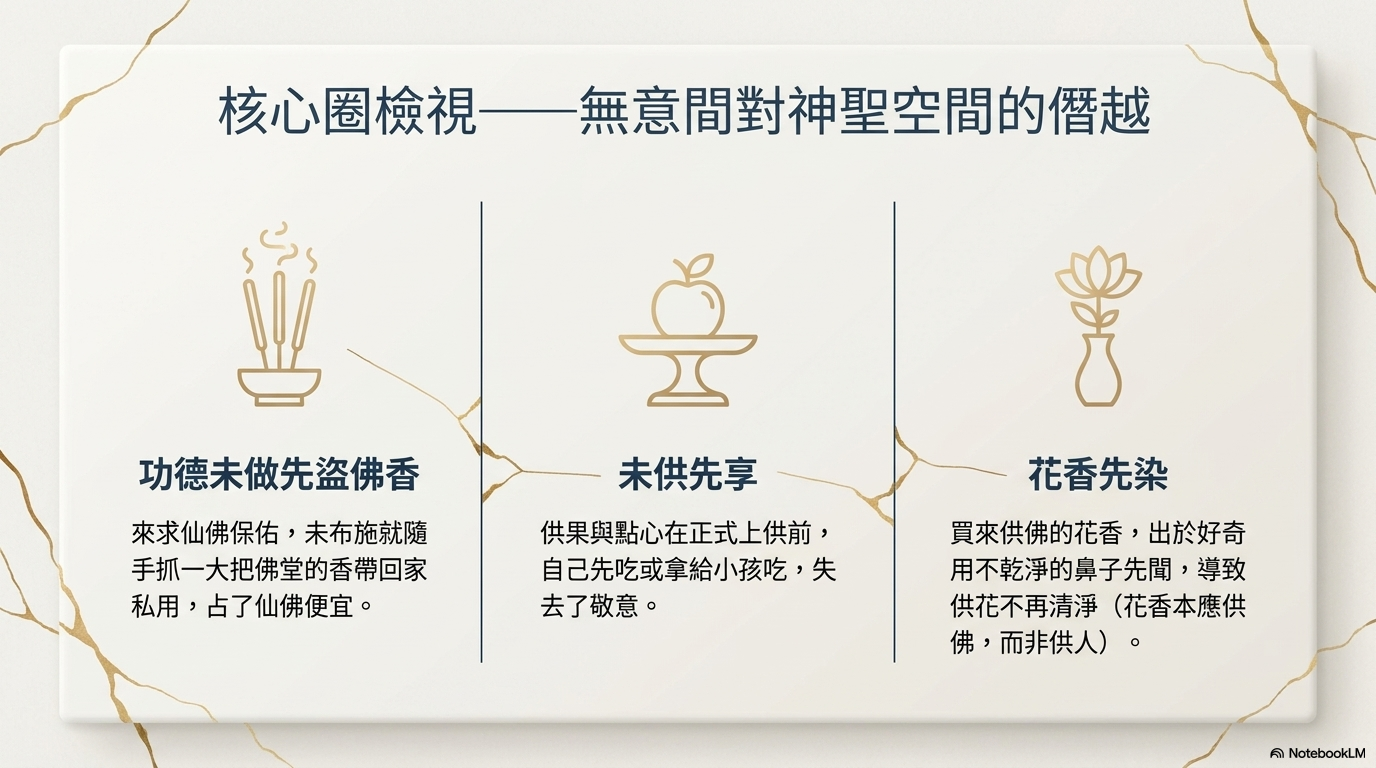 核心圈檢視——無意間對神聖空間的僭越
功德未做先盜佛香
來求仙佛保佑，未布施就隨
手抓一大把佛堂的香帶回家
私用，占了仙佛便宜。
未供先享
供果與點心在正式上供前，
自己先吃或拿給小孩吃，失
去了敬意。
花香先染
買來供佛的花香，出於好奇
用不乾淨的鼻子先聞，導致
供花不再清淨（花香本應供
佛，而非供人）。
NotebookLM